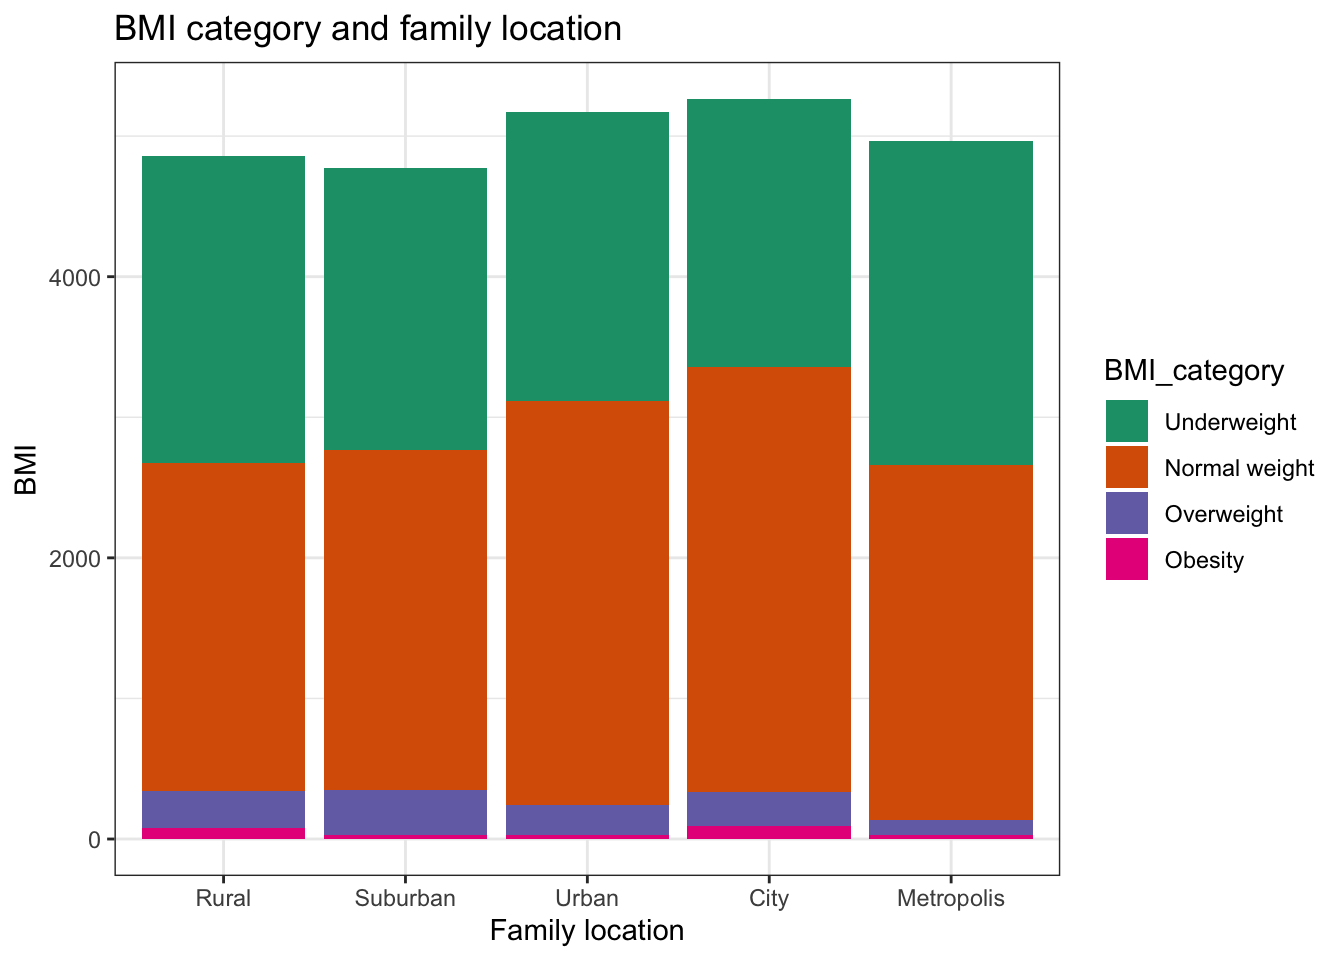 BMI category and family location
BMI
4000
2000
0
Rural
Suburban
Urban
City
Metropolis
Family location
BMI_category
Underweight
Normal weight
Overweight
Obesity